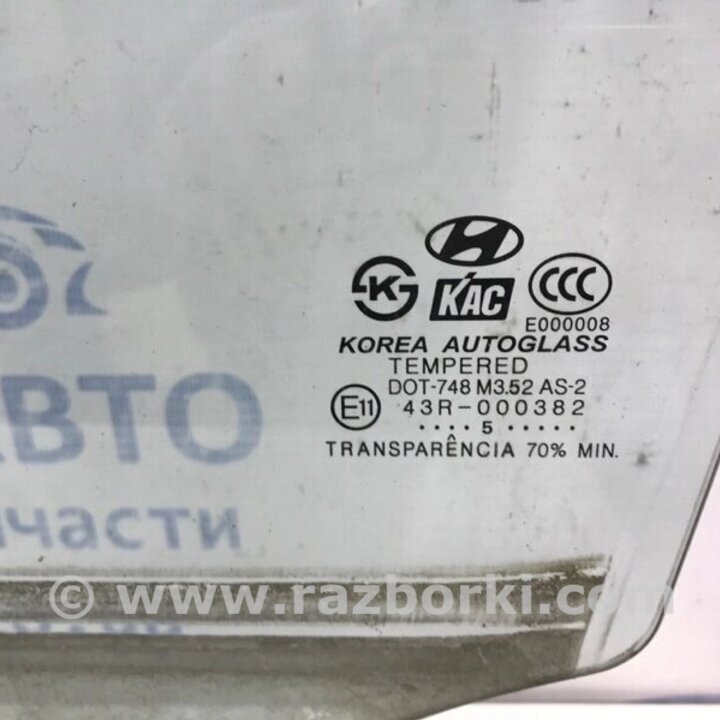 KAC
CCC
E000008
KOREA AUTOGLASS
TEMPERED
DOT-748 M3.52 AS-2
E11 43R-000382
.... 5 .....
TRANSPARÊNCIA 70% MIN.
АВТО
части
© www.razborki.com